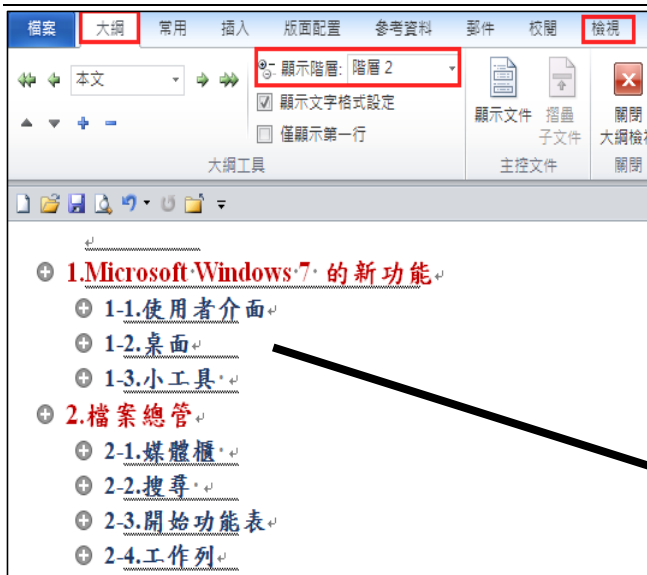 檔案 大綱 常用 插入 版面配置 參考資料 郵件 校閱 檢視
本文 顯示階層: 階層 2
顯示文字格式設定
僅顯示第一行
顯示文件 摺疊子文件 關閉大綱檢視
大綱工具 主控文件 關閉
1.Microsoft Windows 7 的新功能
1-1.使用者介面
1-2.桌面
1-3.小工具
2.檔案總管
2-1.媒體櫃
2-2.搜尋
2-3.開始功能表
2-4.工作列